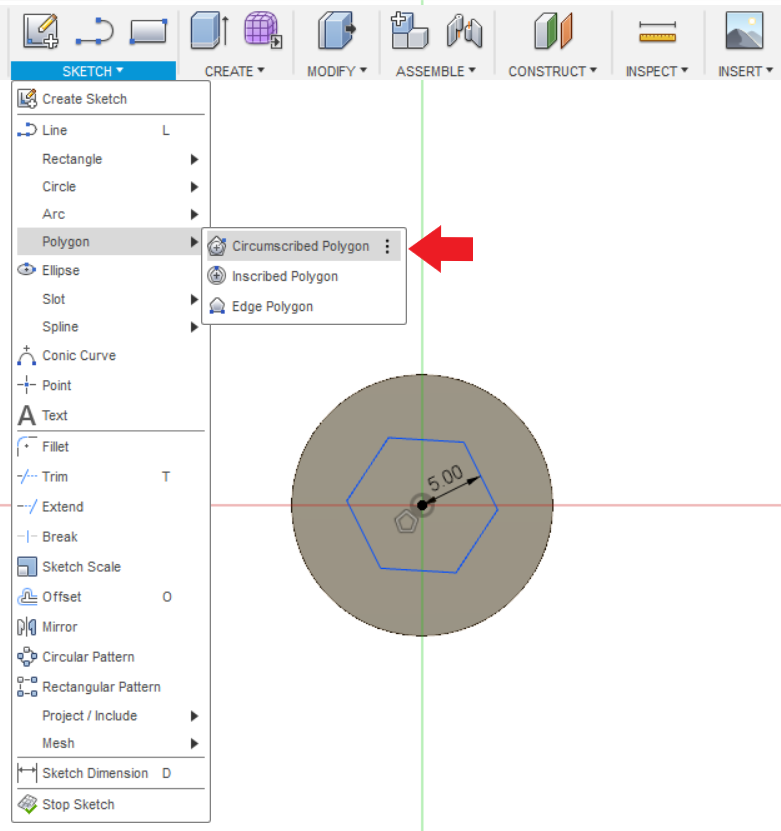 SKETCH ▾ CREATE ▾ MODIFY ▾ ASSEMBLE ▾ CONSTRUCT ▾ INSPECT ▾ INSERT ▾
Create Sketch
Line L
Rectangle
Circle
Arc
Polygon
Circumscribed Polygon
Inscribed Polygon
Edge Polygon
Ellipse
Slot
Spline
Conic Curve
Point
A Text
Fillet
Trim T
Extend
Break
Sketch Scale
Offset O
Mirror
Circular Pattern
Rectangular Pattern
Project / Include
Mesh
Sketch Dimension D
Stop Sketch
5.00